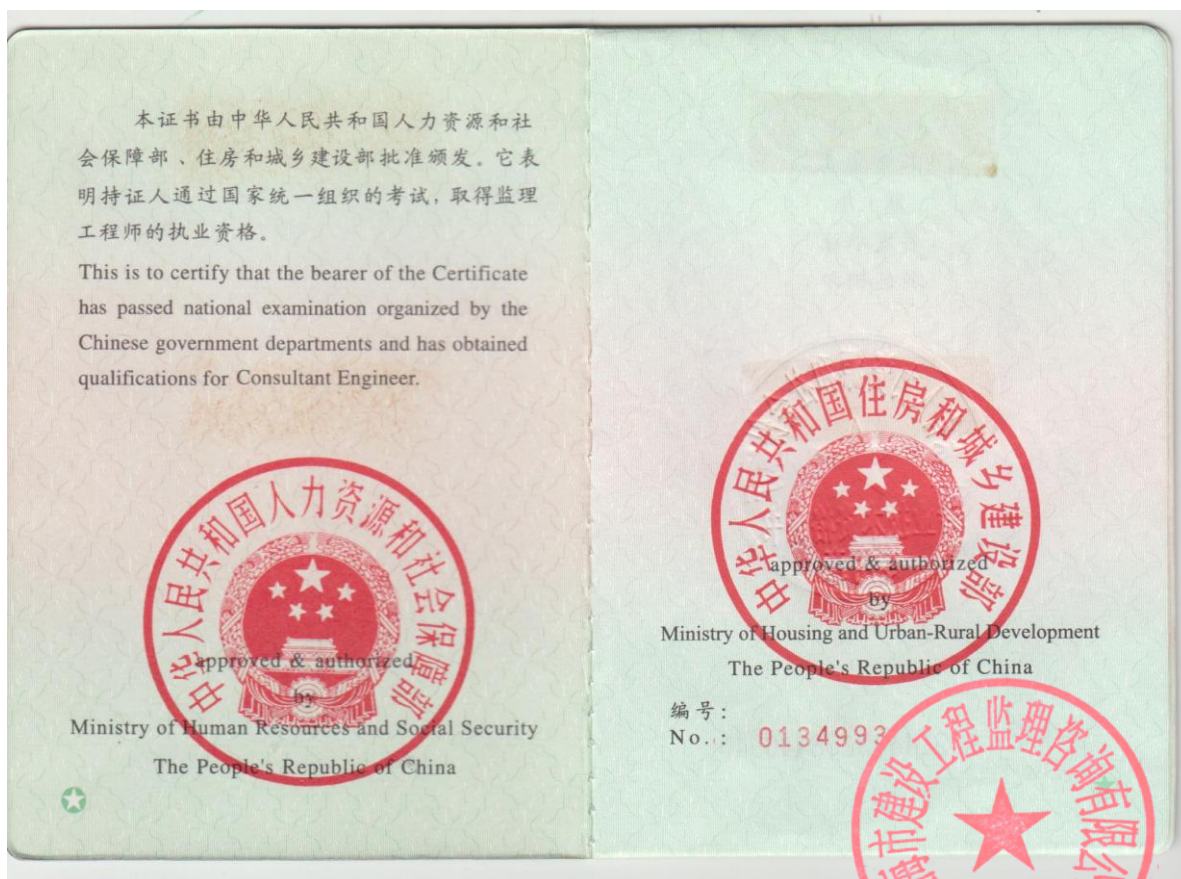 本证书由中华人民共和国人力资源和社
会保障部、住房和城乡建设部批准颁发。它表
明持证人通过国家统一组织的考试,取得监理
工程师的执业资格。
This is to certify that the bearer of the Certificate
has passed national examination organized by the
Chinese government departments and has obtained
qualifications for Consultant Engineer.
中华人民共和国人力资源和社会保障部
approved & authorized
by
Ministry of Human Resources and Social Security
The People's Republic of China
中华人民共和国住房和城乡建设部
approved & authorized
by
Ministry of Housing and Urban-Rural Development
The People's Republic of China
编号:
No.: 0134993
市建设工程监理咨询有限公